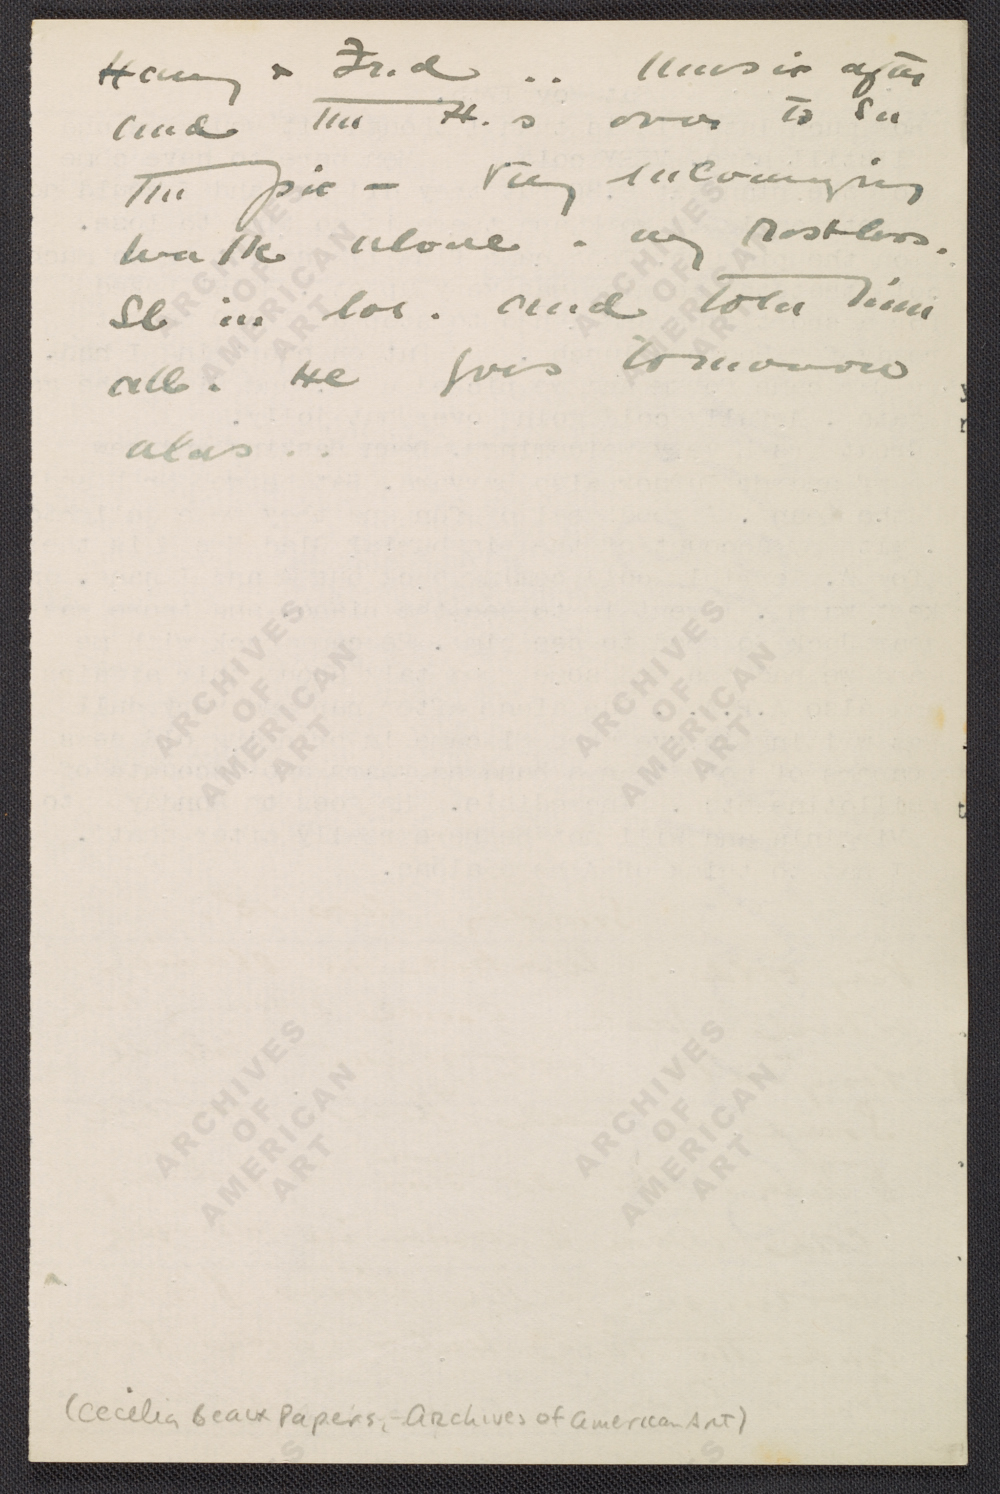 Harry & Fred .. Music after
and the H.s over to see
the pic - Very encouraging
walk alone. my restless.
Sb in lor. and told him
all. He goes tomorrow
alas..
(Cecilia Beaux Papers, - Archives of American Art)
ARCHIVES OF AMERICAN ART
ARCHIVES OF AMERICAN ART
ARCHIVES OF AMERICAN ART
ARCHIVES OF AMERICAN ART
ARCHIVES OF AMERICAN ART
ARCHIVES OF AMERICAN ART